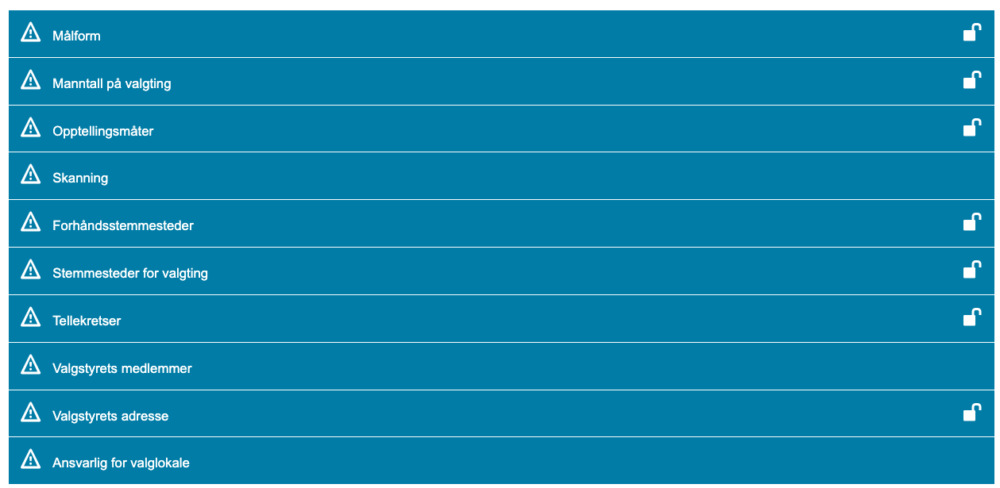 Målform
Manntall på valgting
Opptellingsmåter
Skanning
Forhåndsstemmesteder
Stemmesteder for valgting
Tellekretser
Valgstyrets medlemmer
Valgstyrets adresse
Ansvarlig for valglokale